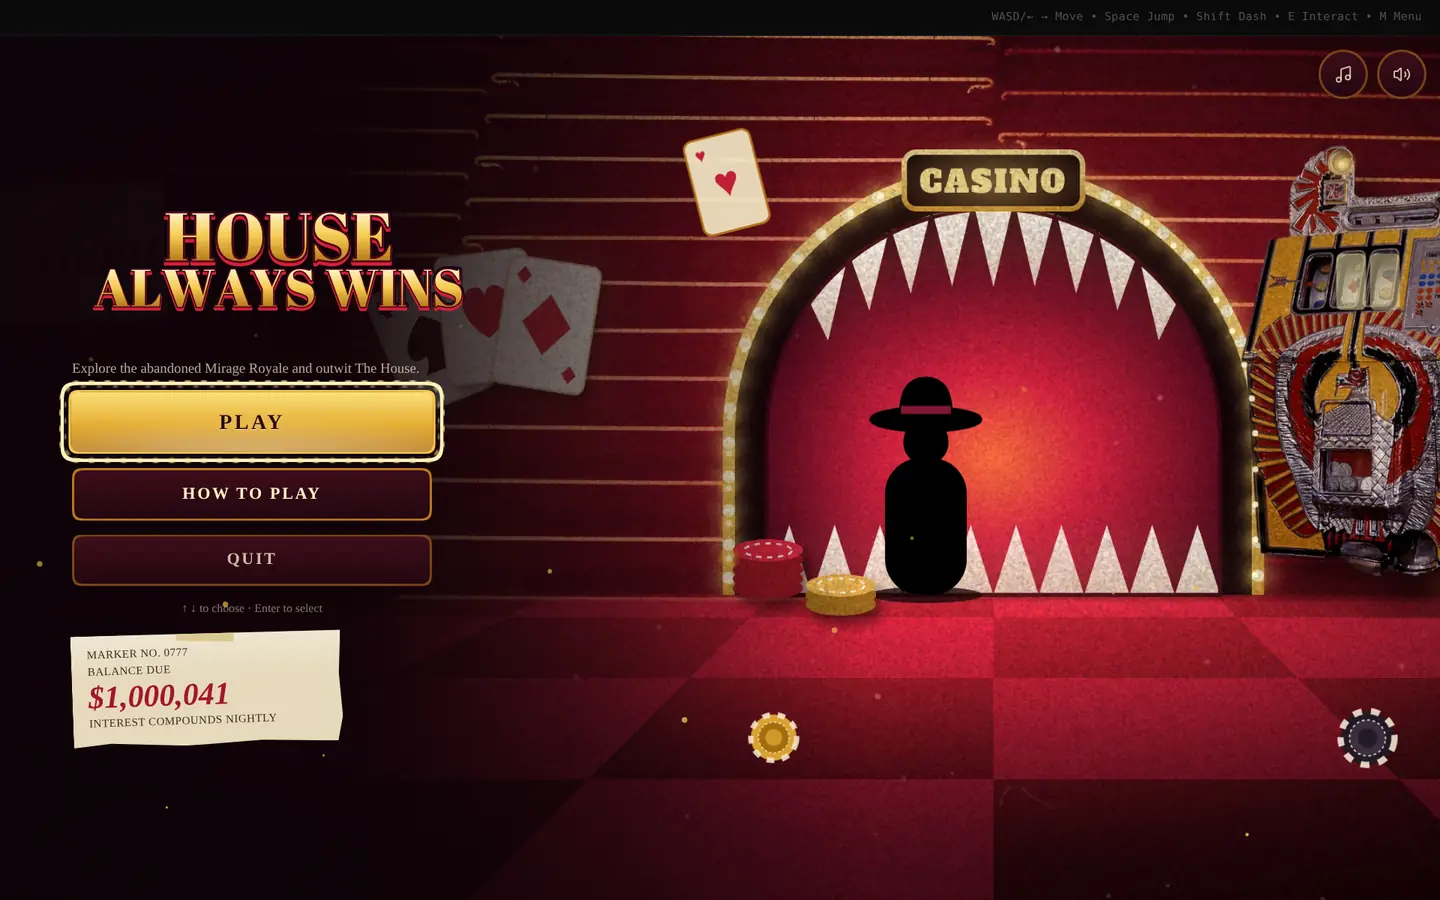 WASD/← → Move • Space Jump • Shift Dash • E Interact • M Menu
CASINO
HOUSE
ALWAYS WINS
Explore the abandoned Mirage Royale and outwit The House.
PLAY
HOW TO PLAY
QUIT
↑ ↓ to choose · Enter to select
MARKER NO. 0777
BALANCE DUE
$1,000,041
INTEREST COMPOUNDS NIGHTLY